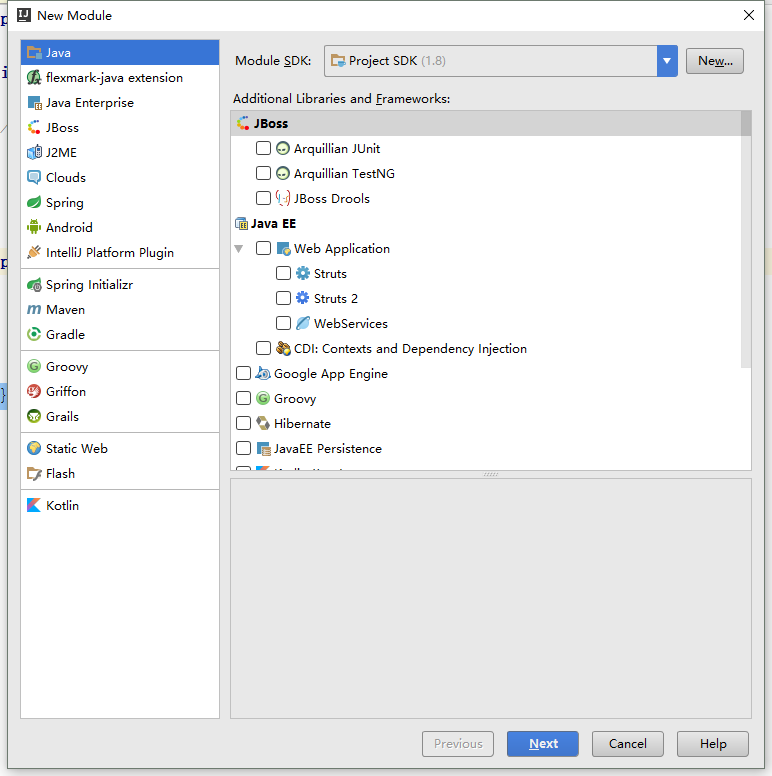 New Module
Java
flexmark-java extension
Java Enterprise
JBoss
J2ME
Clouds
Spring
Android
IntelliJ Platform Plugin
Spring Initializr
Maven
Gradle
Groovy
Griffon
Grails
Static Web
Flash
Kotlin
Module SDK: Project SDK (1.8) New...
Additional Libraries and Frameworks:
JBoss
Arquillian JUnit
Arquillian TestNG
JBoss Drools
Java EE
Web Application
Struts
Struts 2
WebServices
CDI: Contexts and Dependency Injection
Google App Engine
Groovy
Hibernate
JavaEE Persistence
Previous Next Cancel Help